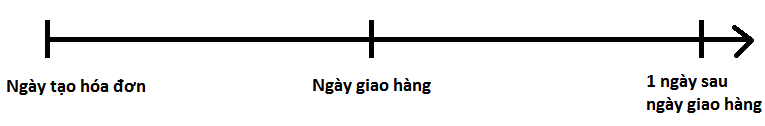 Ngày tạo hóa đơn
Ngày giao hàng
1 ngày sau
ngày giao hàng